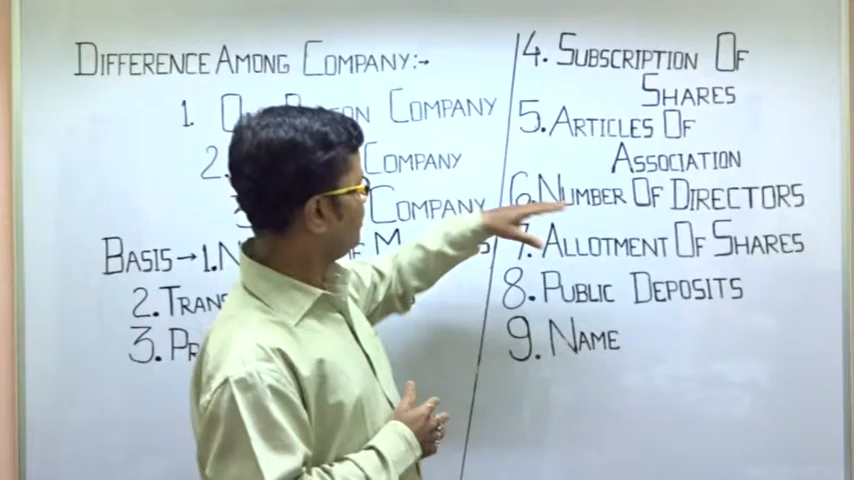 DIFFERENCE AMONG COMPANY:-
1. COMPANY
2. COMPANY
COMPANY
BASIS → 1.
2.
3.
4. SUBSCRIPTION OF
SHARES
5. ARTICLES OF
ASSOCIATION
6. NUMBER OF DIRECTORS
7. ALLOTMENT OF SHARES
8. PUBLIC DEPOSITS
9. NAME